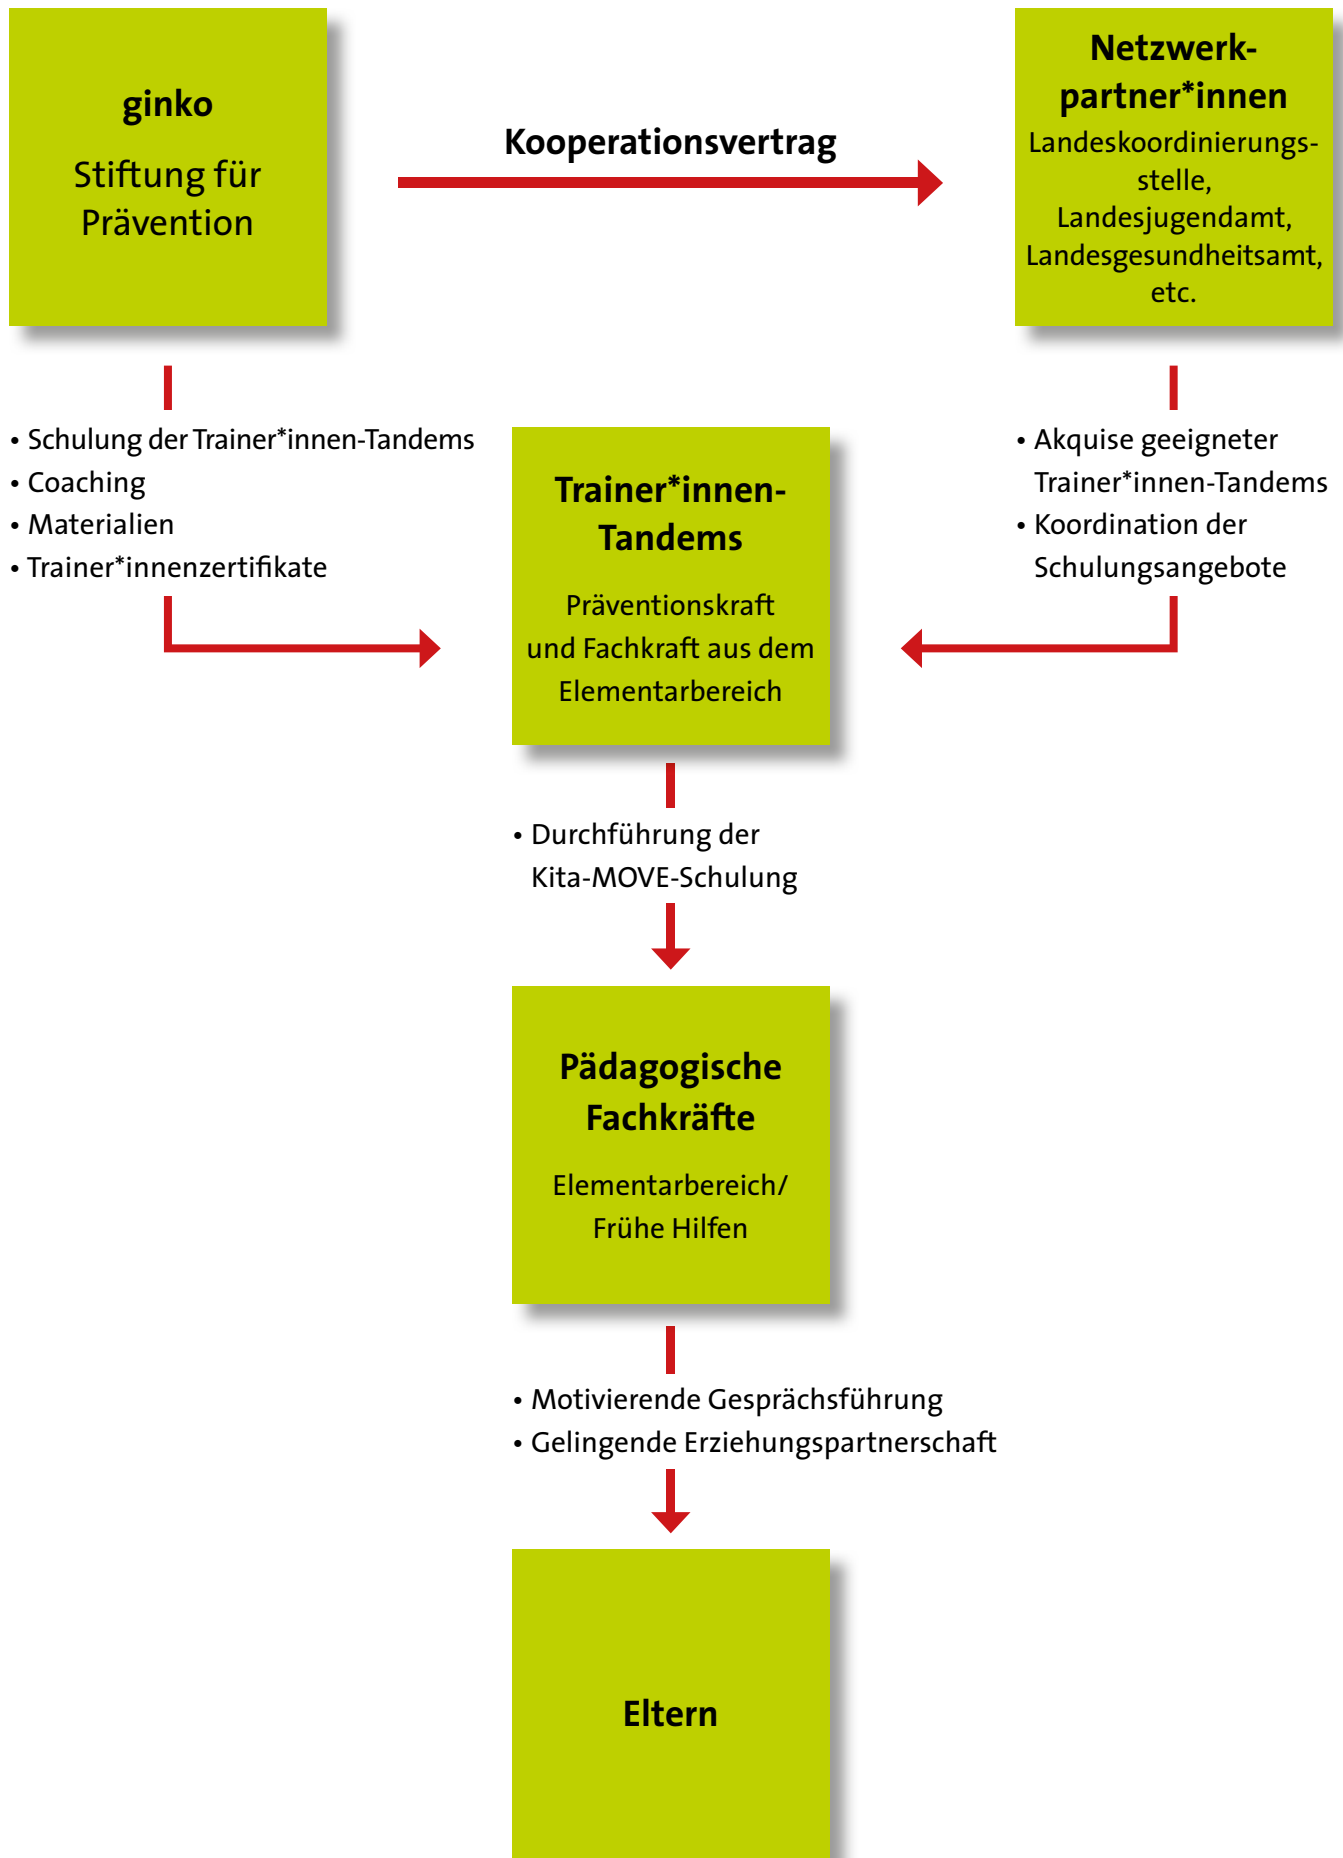 ginko
Stiftung für
Prävention
Kooperationsvertrag
Netzwerk-
partner*innen
Landeskoordinierungs-
stelle,
Landesjugendamt,
Landesgesundheitsamt,
etc.
• Schulung der Trainer*innen-Tandems
• Coaching
• Materialien
• Trainer*innenzertifikate
• Akquise geeigneter
Trainer*innen-Tandems
• Koordination der
Schulungsangebote
Trainer*innen-
Tandems
Präventionskraft
und Fachkraft aus dem
Elementarbereich
• Durchführung der
Kita-MOVE-Schulung
Pädagogische
Fachkräfte
Elementarbereich/
Frühe Hilfen
• Motivierende Gesprächsführung
• Gelingende Erziehungspartnerschaft
Eltern